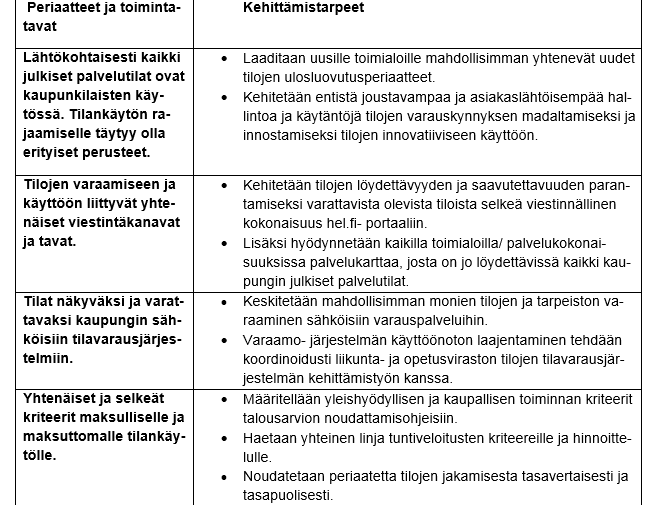 Periaatteet ja toiminta-
tavat
Kehittämistarpeet
Lähtökohtaisesti kaikki
julkiset palvelutilat ovat
kaupunkilaisten käy-
tössä. Tilankäytön ra-
jaamiselle täytyy olla
erityiset perusteet.
• Laaditaan uusille toimialoille mahdollisimman yhtenevät uudet
tilojen ulosluovutusperiaatteet.
• Kehitetään entistä joustavampaa ja asiakaslähtöisempää hal-
lintoa ja käytäntöjä tilojen varauskynnyksen madaltamiseksi ja
innostamiseksi tilojen innovatiiviseen käyttöön.
Tilojen varaamiseen ja
käyttöön liittyvät yhte-
näiset viestintäkanavat
ja tavat.
• Kehitetään tilojen löydettävyyden ja saavutettavuuden paran-
tamiseksi varattavista olevista tiloista selkeä viestinnällinen
kokonaisuus hel.fi- portaaliin.
• Lisäksi hyödynnetään kaikilla toimialoilla/ palvelukokonai-
suuksissa palvelukarttaa, josta on jo löydettävissä kaikki kau-
pungin julkiset palvelutilat.
Tilat näkyväksi ja varat-
tavaksi kaupungin säh-
köisiin tilavarausjärjes-
telmiin.
• Keskitetään mahdollisimman monien tilojen ja tarpeiston va-
raaminen sähköisiin varauspalveluihin.
• Varaamo- järjestelmän käyttöönoton laajentaminen tehdään
koordinoidusti liikunta- ja opetusviraston tilojen tilavarausjär-
jestelmän kehittämistyön kanssa.
Yhtenäiset ja selkeät
kriteerit maksulliselle ja
maksuttomalle tilankäy-
tölle.
• Määritellään yleishyödyllisen ja kaupallisen toiminnan kriteerit
talousarvion noudattamisohjeisiin.
• Haetaan yhteinen linja tuntiveloitusten kriteereille ja hinnoitte-
lulle.
• Noudatetaan periaatetta tilojen jakamisesta tasavertaisesti ja
tasapuolisesti.